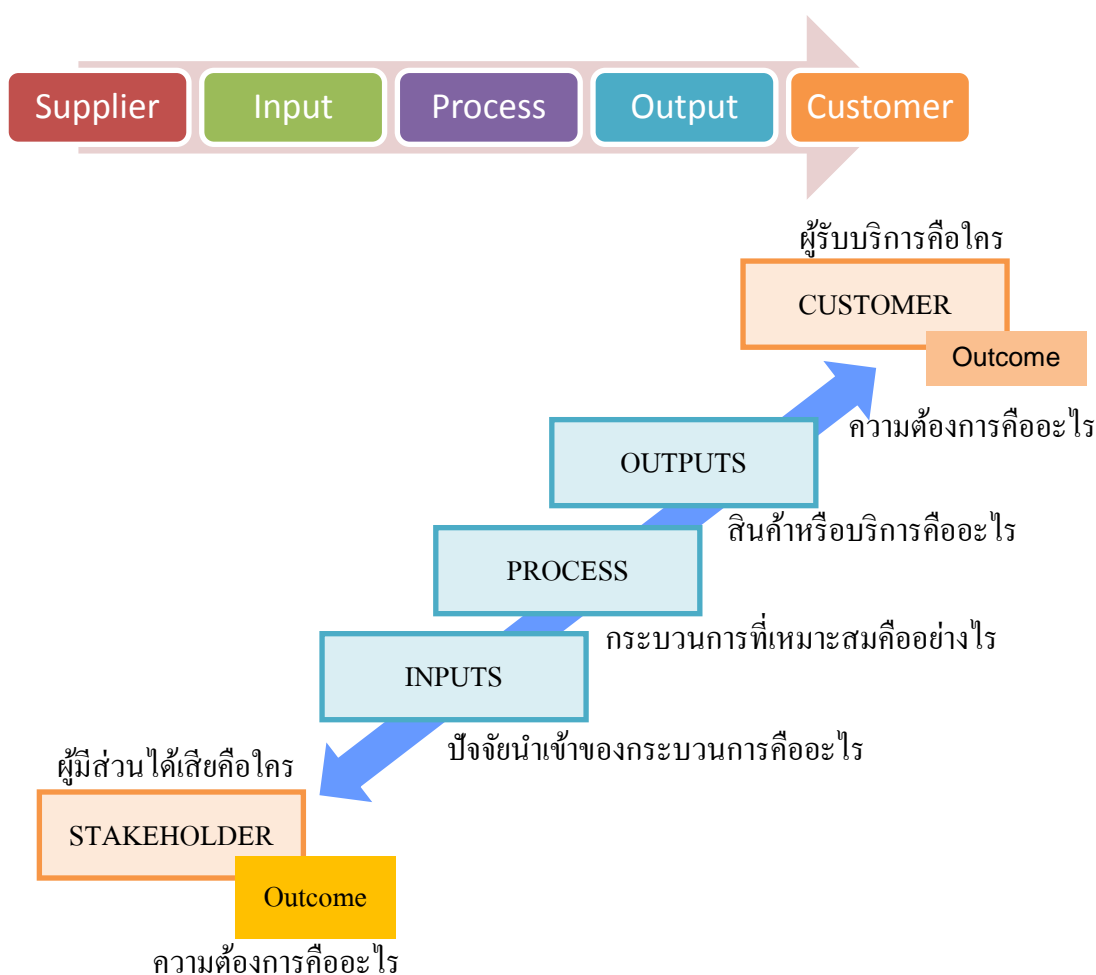 Supplier
Input
Process
Output
Customer
ผู้รับบริการคือใคร
CUSTOMER
Outcome
ความต้องการคืออะไร
OUTPUTS
สินค้าหรือบริการคืออะไร
PROCESS
กระบวนการที่เหมาะสมคืออย่างไร
INPUTS
ปัจจัยนำเข้าของกระบวนการคืออะไร
ผู้มีส่วนได้เสียคือใคร
STAKEHOLDER
Outcome
ความต้องการคืออะไร